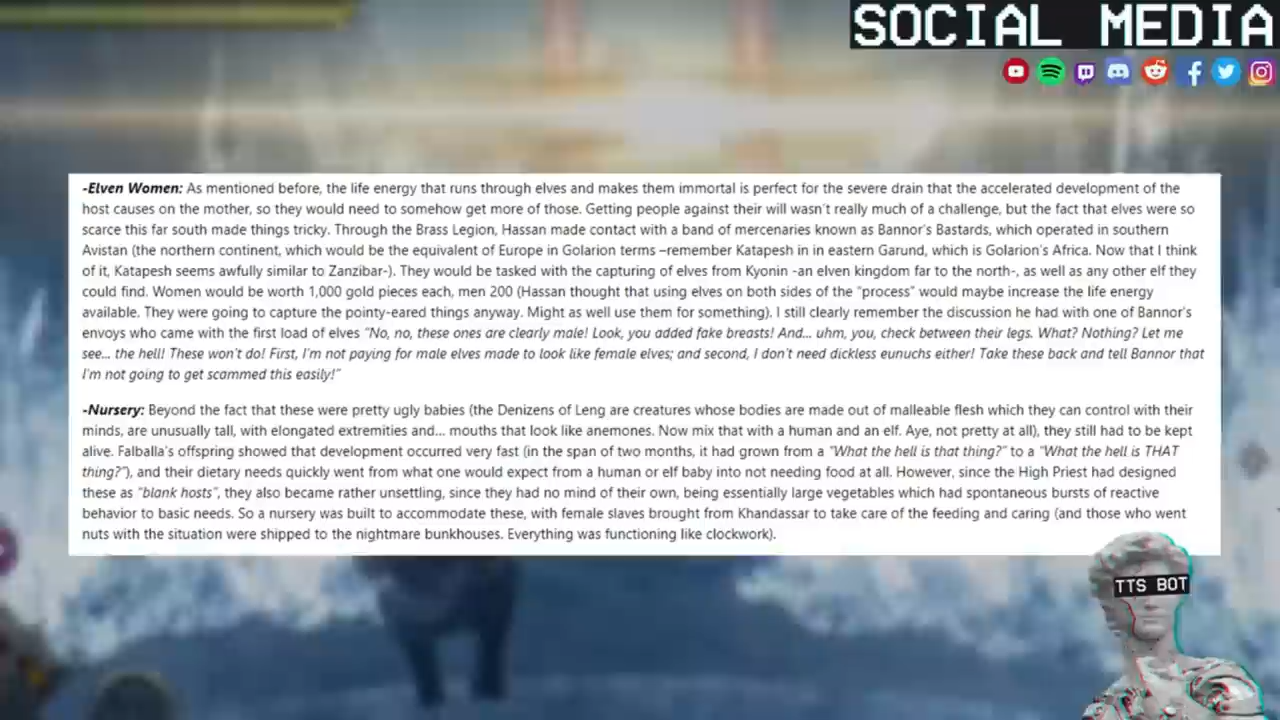 SOCIAL MEDIA
-Elven Women: As mentioned before, the life energy that runs through elves and makes them immortal is perfect for the severe drain that the accelerated development of the
host causes on the mother, so they would need to somehow get more of those. Getting people against their will wasn't really much of a challenge, but the fact that elves were so
scarce this far south made things tricky. Through the Brass Legion, Hassan made contact with a band of mercenaries known as Bannor's Bastards, which operated in southern
Avistan (the northern continent, which would be the equivalent of Europe in Golarion terms –remember Katapesh in in eastern Garund, which is Golarion's Africa. Now that I think
of it, Katapesh seems awfully similar to Zanzibar-). They would be tasked with the capturing of elves from Kyonin -an elven kingdom far to the north-, as well as any other elf they
could find. Women would be worth 1,000 gold pieces each, men 200 (Hassan thought that using elves on both sides of the "process" would maybe increase the life energy
available. They were going to capture the pointy-eared things anyway. Might as well use them for something). I still clearly remember the discussion he had with one of Bannor's
envoys who came with the first load of elves "No, no, these ones are clearly male! Look, you added fake breasts! And... uhm, you, check between their legs. What? Nothing? Let me
see... the hell! These won't do! First, I'm not paying for male elves made to look like female elves; and second, I don't need dickless eunuchs either! Take these back and tell Bannor that
I'm not going to get scammed this easily!"
-Nursery: Beyond the fact that these were pretty ugly babies (the Denizens of Leng are creatures whose bodies are made out of malleable flesh which they can control with their
minds, are unusually tall, with elongated extremities and... mouths that look like anemones. Now mix that with a human and an elf. Aye, not pretty at all), they still had to be kept
alive. Falballa's offspring showed that development occurred very fast (in the span of two months, it had grown from a "What the hell is that thing?" to a "What the hell is THAT
thing?"), and their dietary needs quickly went from what one would expect from a human or elf baby into not needing food at all. However, since the High Priest had designed
these as "blank hosts", they also became rather unsettling, since they had no mind of their own, being essentially large vegetables which had spontaneous bursts of reactive
behavior to basic needs. So a nursery was built to accommodate these, with female slaves brought from Khandassar to take care of the feeding and caring (and those who went
nuts with the situation were shipped to the nightmare bunkhouses. Everything was functioning like clockwork).
TTS BOT